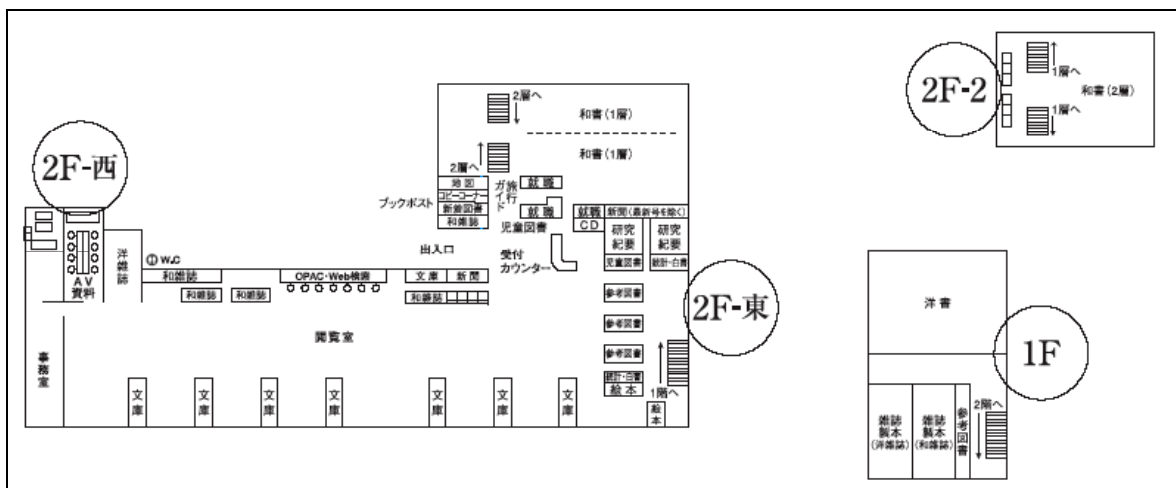 2F-2
1層へ
和書(2層)
1層へ
2層へ
和書(1層)
和書(1層)
2層へ
2F-西
地図
コピーコーナー
新着図書
和雑誌
ブックポスト
旅行
ガイド
就職
就職
児童図書
就職
新聞(最新号を除く)
CD
研究
紀要
研究
紀要
児童図書
統計・白書
出入口
受付
カウンター
洋雑誌
W.C
和雑誌
OPAC・Web検索
文庫
新聞
AV
資料
和雑誌
和雑誌
和雑誌
参考図書
参考図書
参考図書
統計・白書
絵本
2F-東
閲覧室
事務室
文庫
文庫
文庫
文庫
文庫
文庫
文庫
1階へ
絵本
洋書
1F
雑誌
製本
(洋雑誌)
雑誌
製本
(和雑誌)
参考図書
2階へ